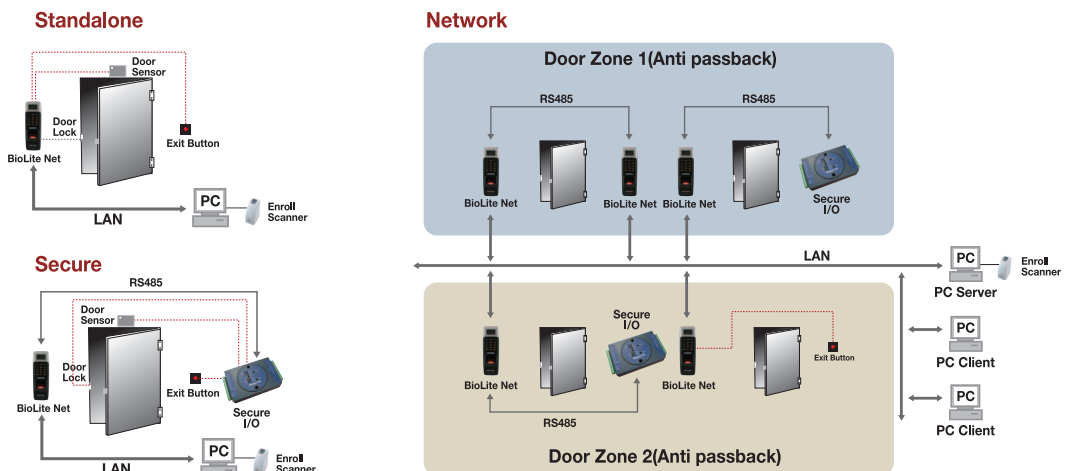 Standalone
Door
Sensor
Door
Lock
BioLite Net
Exit Button
LAN
PC
Enroll
Scanner
Secure
RS485
Door
Sensor
Door
Lock
BioLite Net
Exit Button
Secure
I/O
LAN
PC
Enroll
Scanner
Network
Door Zone 1(Anti passback)
RS485
RS485
BioLite Net
BioLite Net
BioLite Net
Secure
I/O
LAN
PC
Enroll
Scanner
PC Server
PC
PC Client
PC
PC Client
Secure
I/O
BioLite Net
BioLite Net
Exit Button
RS485
Door Zone 2(Anti passback)